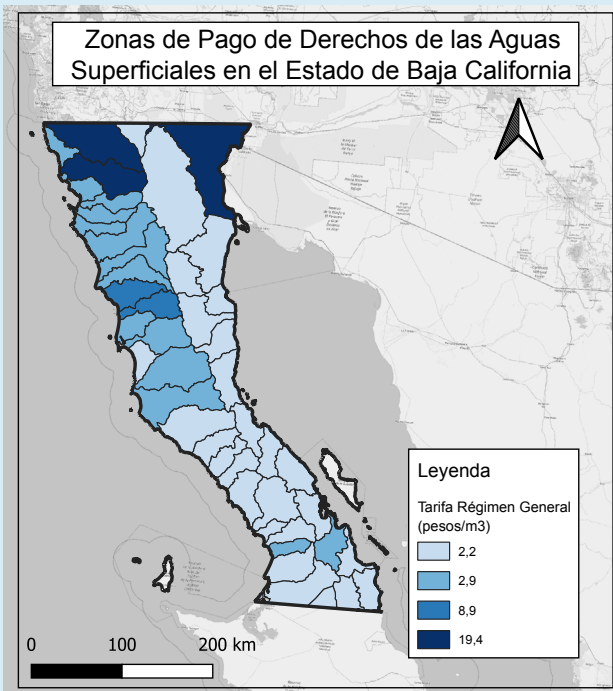 Zonas de Pago de Derechos de las Aguas
Superficiales en el Estado de Baja California
Leyenda
Tarifa Régimen General
(pesos/m3)
2,2
2,9
8,9
19,4
0 100 200 km